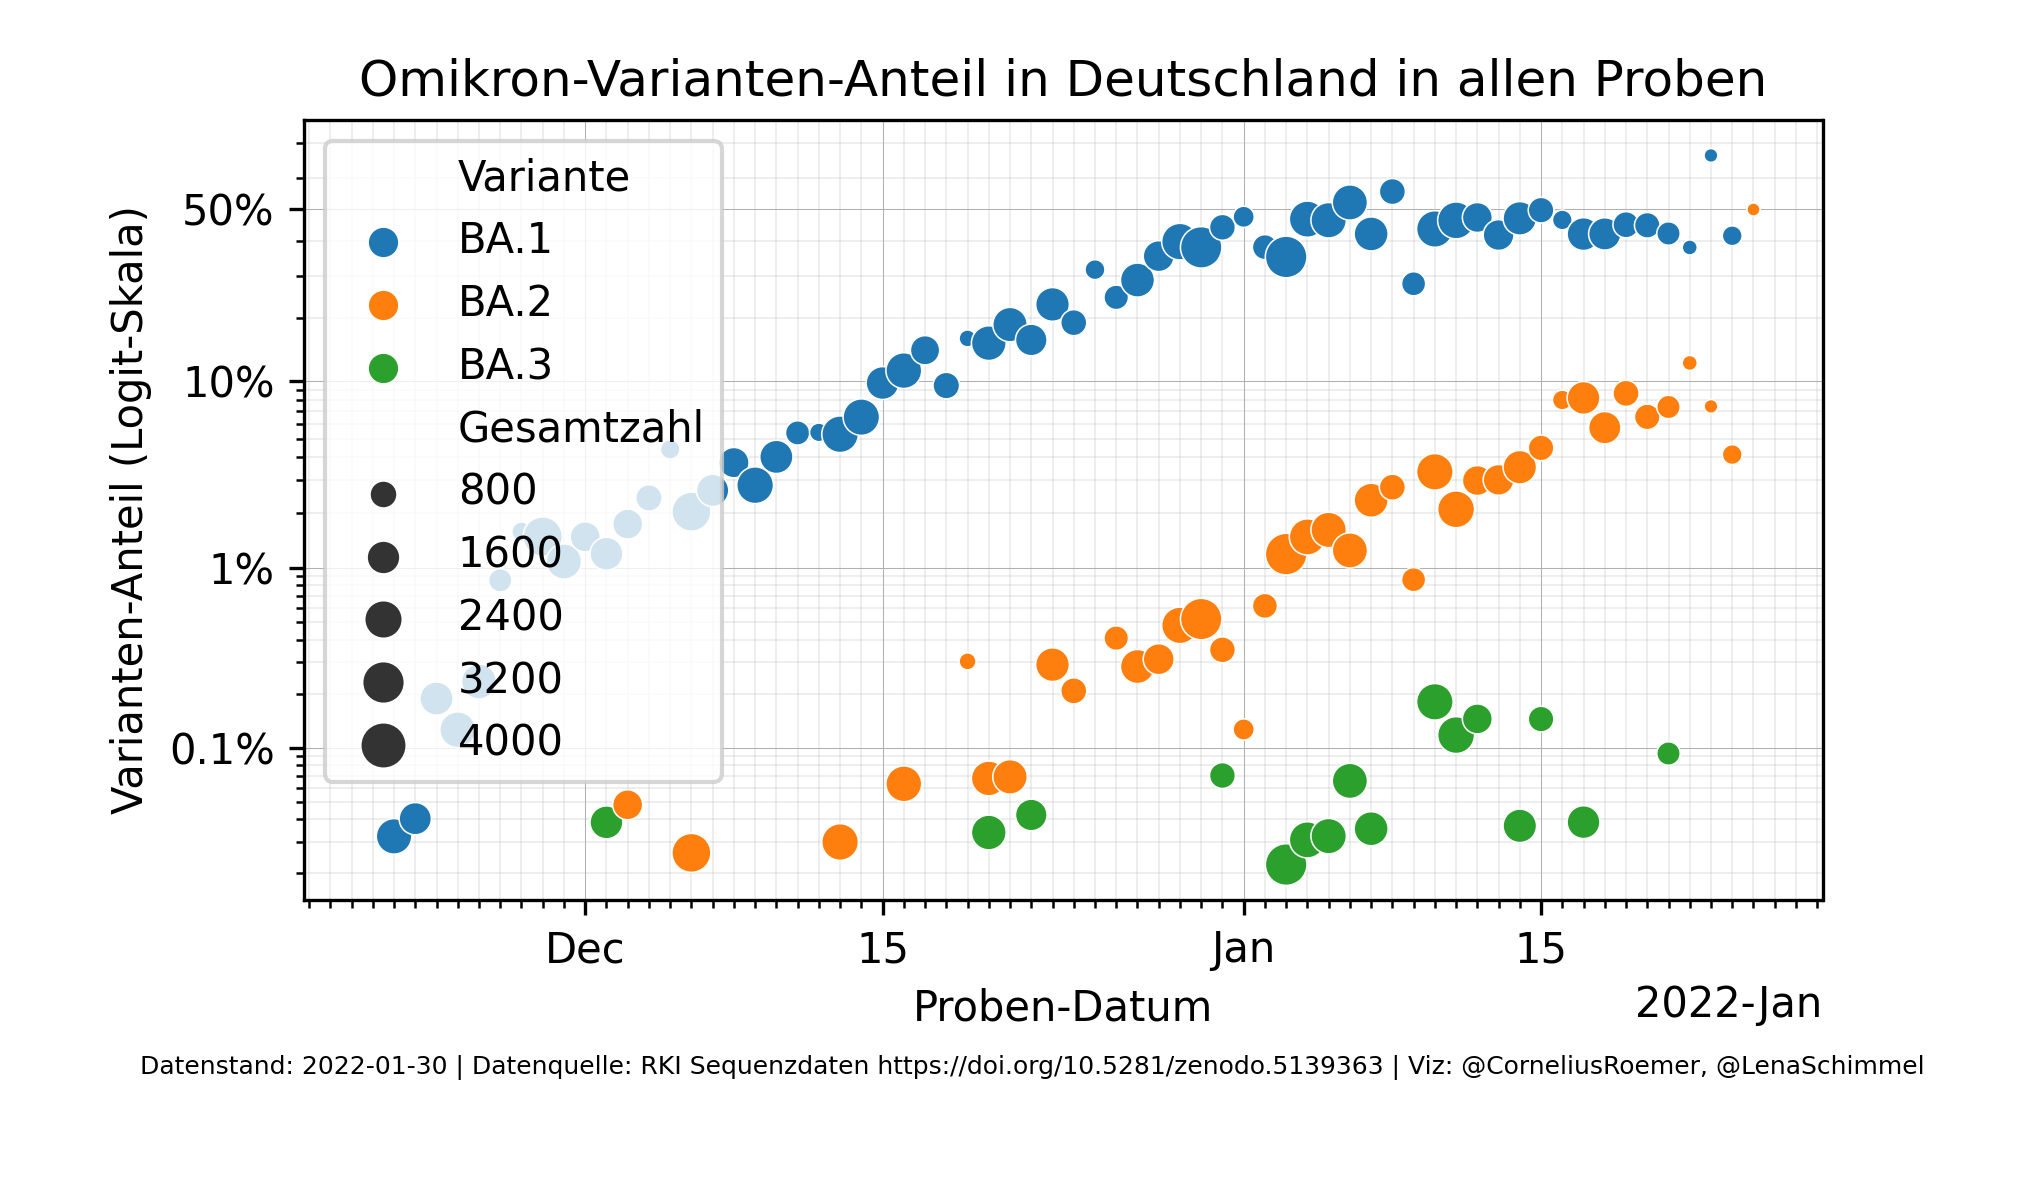 Omikron-Varianten-Anteil in Deutschland in allen Proben
Varianten-Anteil (Logit-Skala)
50%
10%
1%
0.1%
Variante
BA.1
BA.2
BA.3
Gesamtzahl
800
1600
2400
3200
4000
Dec
15
Jan
15
Proben-Datum
2022-Jan
Datenstand: 2022-01-30 | Datenquelle: RKI Sequenzdaten https://doi.org/10.5281/zenodo.5139363 | Viz: @CorneliusRoemer, @LenaSchimmel